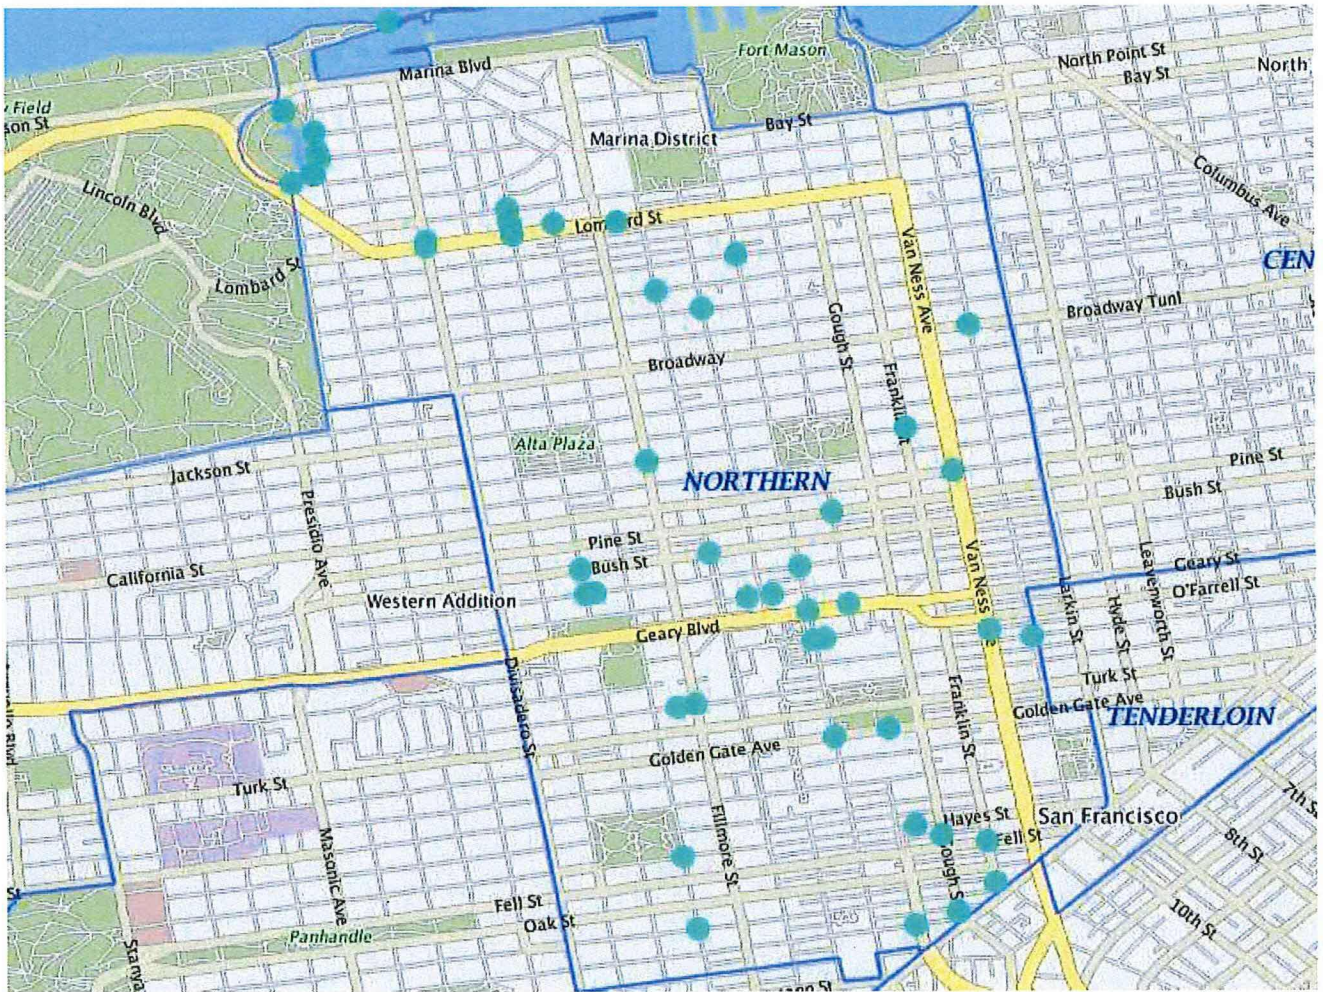 Fort Mason
North Point St
Bay St
North
Marina Blvd
Field
son St
Marina District
Bay St
Columbus Ave
Lincoln Blvd
Lombard St
Lombard St
Van Ness Ave
CEN
Broadway Tunl
Gough St
Broadway
Franklin St
Alta Plaza
Jackson St
NORTHERN
Pine St
Bush St
Presidio Ave
Pine St
Bush St
California St
Van Ness
Leavenworth St
Geary St
O'Farrell St
Western Addition
Larkin St
Hyde St
Geary Blvd
Divisadero St
Turk St
Golden Gate Ave
Franklin St
TENDERLOIN
Golden Gate Ave
Turk St
7th S
Fillmore St
Hayes St
San Francisco
Fell St
8th St
Masonic Ave
Gough S
St
Fell St
Oak St
10th St
Panhandle
Stanya